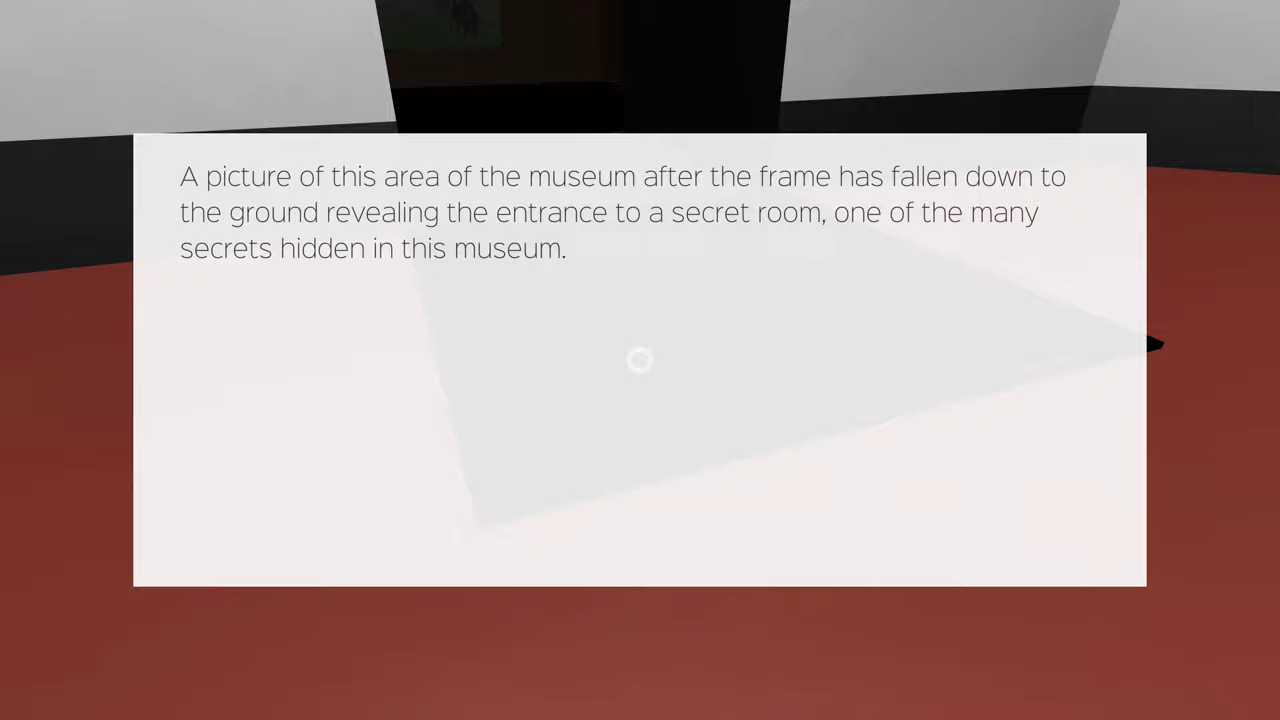 A picture of this area of the museum after the frame has fallen down to
the ground revealing the entrance to a secret room, one of the many
secrets hidden in this museum.